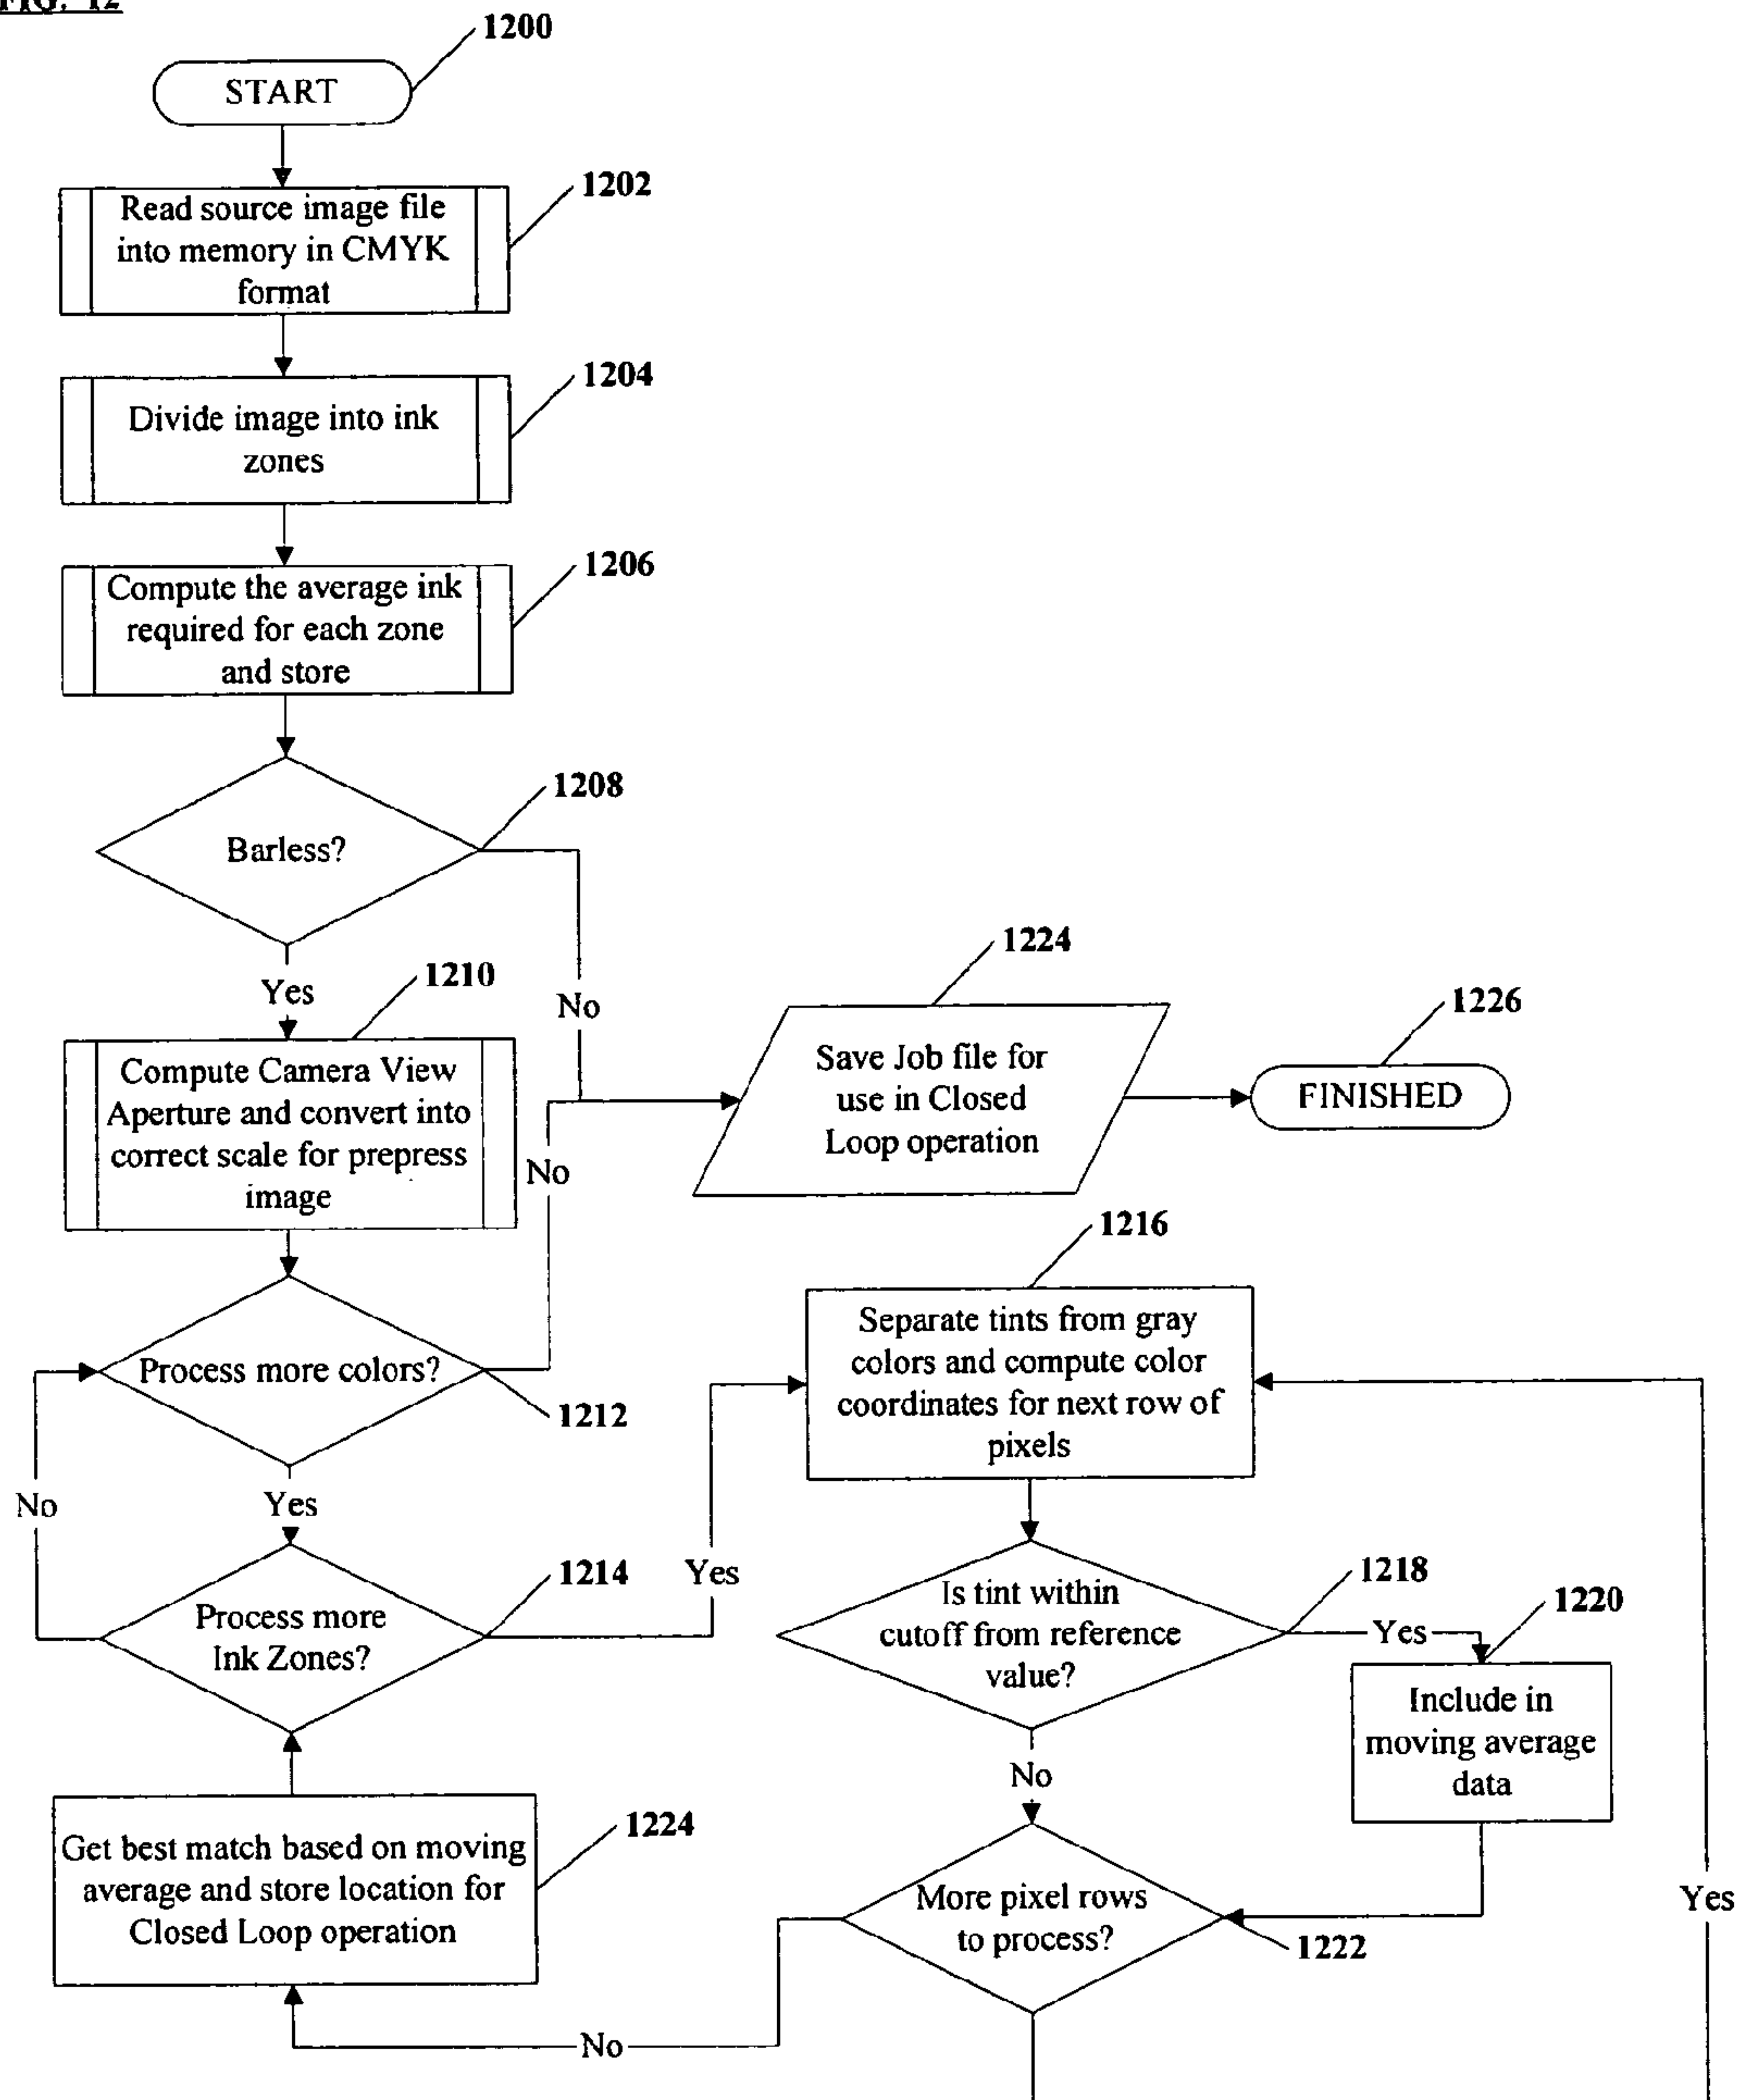 FIG. 12
1200
START
1202
Read source image file
into memory in CMYK
format
1204
Divide image into ink
zones
1206
Compute the average ink
required for each zone
and store
1208
Barless?
Yes
No
1210
Compute Camera View
Aperture and convert into
correct scale for prepress
image
1224
Save Job file for
use in Closed
Loop operation
1226
FINISHED
No
Process more colors?
1212
No
Yes
1214
Process more
Ink Zones?
Yes
1216
Separate tints from gray
colors and compute color
coordinates for next row of
pixels
1218
Is tint within
cutoff from reference
value?
Yes
1220
Include in
moving average
data
No
1224
Get best match based on moving
average and store location for
Closed Loop operation
More pixel rows
to process?
1222
Yes
No